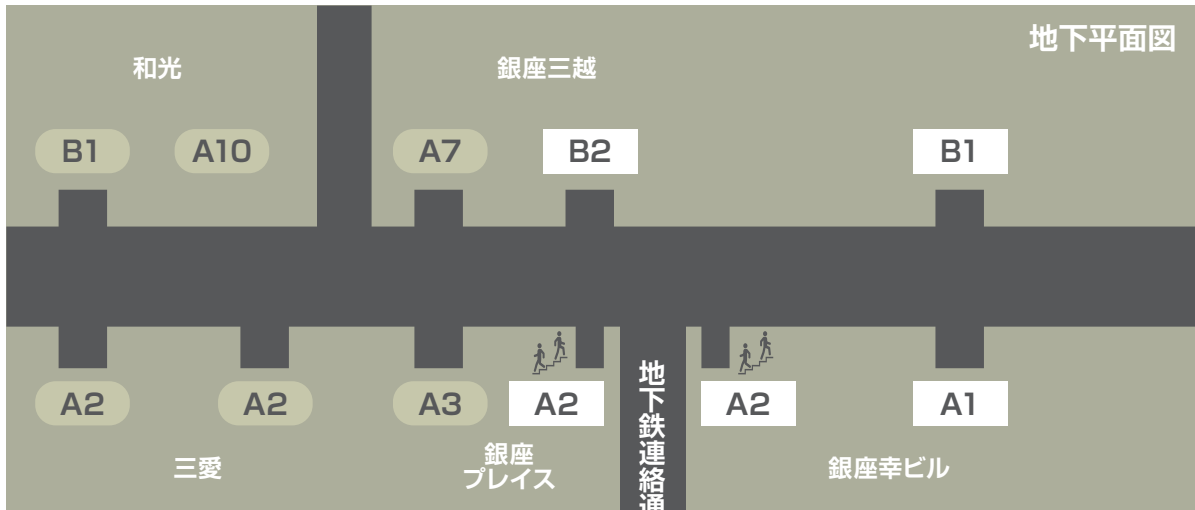 地下平面図
和光
銀座三越
B1
A10
A7
B2
B1
A2
A2
A3
A2
A2
A1
三愛
銀座
プレイス
地下鉄連絡通
銀座幸ビル